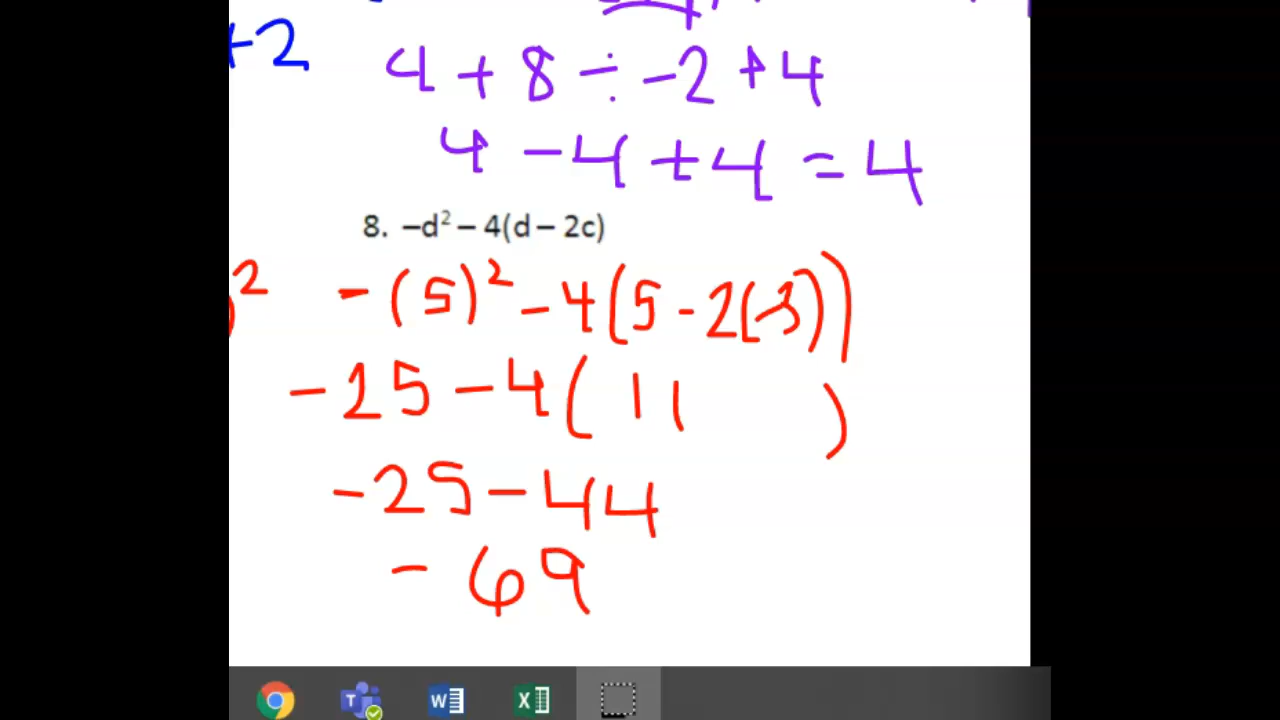 +2
4 + 8 ÷ -2 + 4
4 - 4 + 4 = 4
8. –d² – 4(d – 2c)
)²
-(5)² - 4(5 - 2(-3))
-25 - 4(11)
-25 - 44
- 69